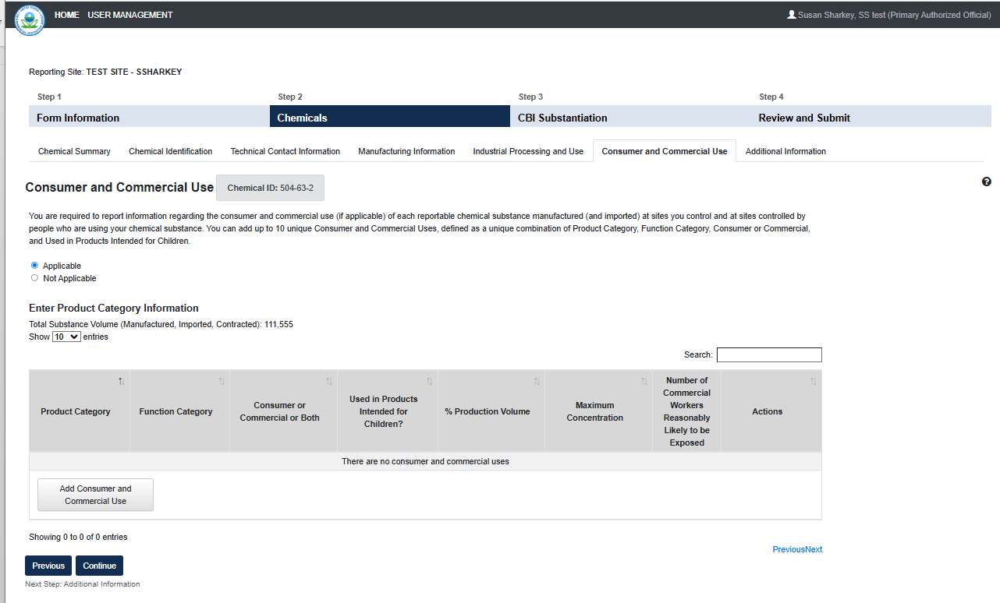 HOME USER MANAGEMENT
Susan Sharkey, SS test (Primary Authorized Official)
Reporting Site: TEST SITE - SSHARKEY
Step 1 Step 2 Step 3 Step 4
Form Information Chemicals CBI Substantiation Review and Submit
Chemical Summary Chemical Identification Technical Contact Information Manufacturing Information Industrial Processing and Use Consumer and Commercial Use Additional Information
Consumer and Commercial Use Chemical ID: 504-63-2
You are required to report information regarding the consumer and commercial use (if applicable) of each reportable chemical substance manufactured (and imported) at sites you control and at sites controlled by
people who are using your chemical substance. You can add up to 10 unique Consumer and Commercial Uses, defined as a unique combination of Product Category, Function Category, Consumer or Commercial,
and Used in Products Intended for Children.
Applicable
Not Applicable
Enter Product Category Information
Total Substance Volume (Manufactured, Imported, Contracted): 111,555
Show 10 entries
Search:
Product Category
Function Category
Consumer or
Commercial or Both
Used in Products
Intended for
Children?
% Production Volume
Maximum
Concentration
Number of
Commercial
Workers
Reasonably
Likely to be
Exposed
Actions
There are no consumer and commercial uses
Add Consumer and
Commercial Use
Showing 0 to 0 of 0 entries
PreviousNext
Previous Continue
Next Step: Additional Information